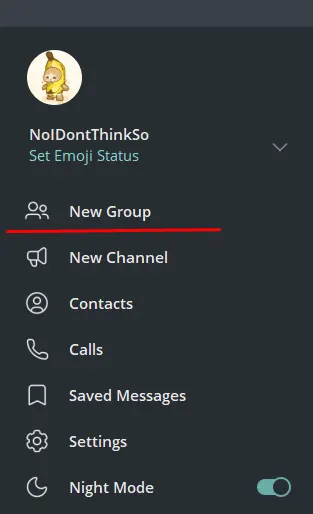 NoIDontThinkSo
Set Emoji Status
New Group
New Channel
Contacts
Calls
Saved Messages
Settings
Night Mode